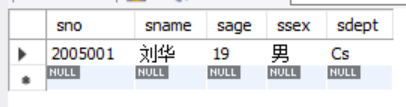 sno sname sage ssex sdept
2005001 刘华 19 男 Cs
NULL NULL NULL NULL NULL